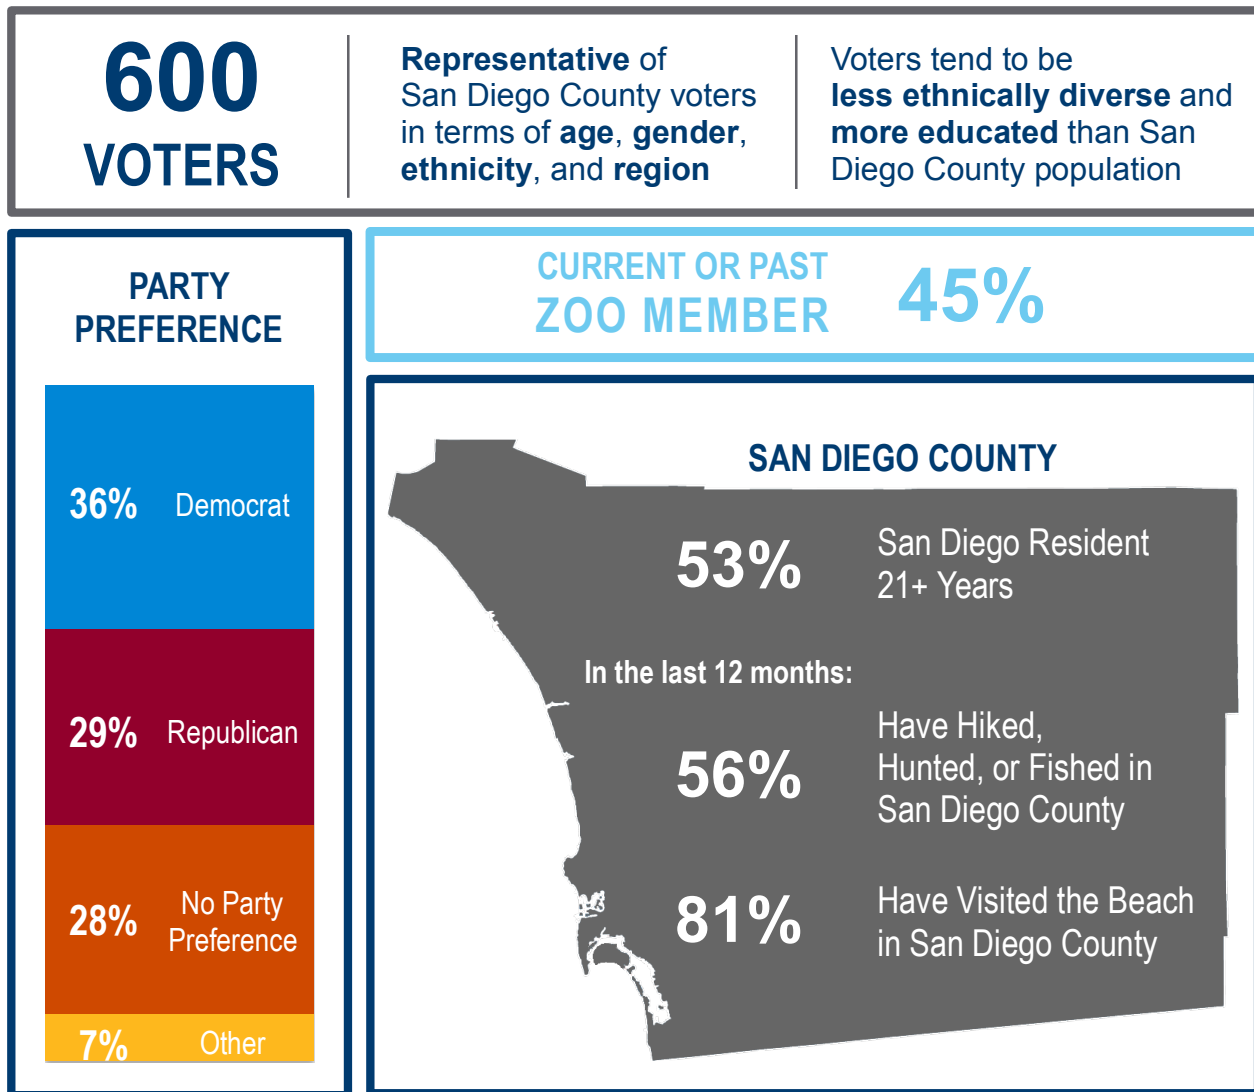 600
VOTERS
Representative of
San Diego County voters
in terms of age, gender,
ethnicity, and region
Voters tend to be
less ethnically diverse and
more educated than San
Diego County population
PARTY
PREFERENCE
36% Democrat
29% Republican
28% No Party
Preference
7% Other
CURRENT OR PAST
ZOO MEMBER 45%
SAN DIEGO COUNTY
53% San Diego Resident
21+ Years
In the last 12 months:
56% Have Hiked,
Hunted, or Fished in
San Diego County
81% Have Visited the Beach
in San Diego County